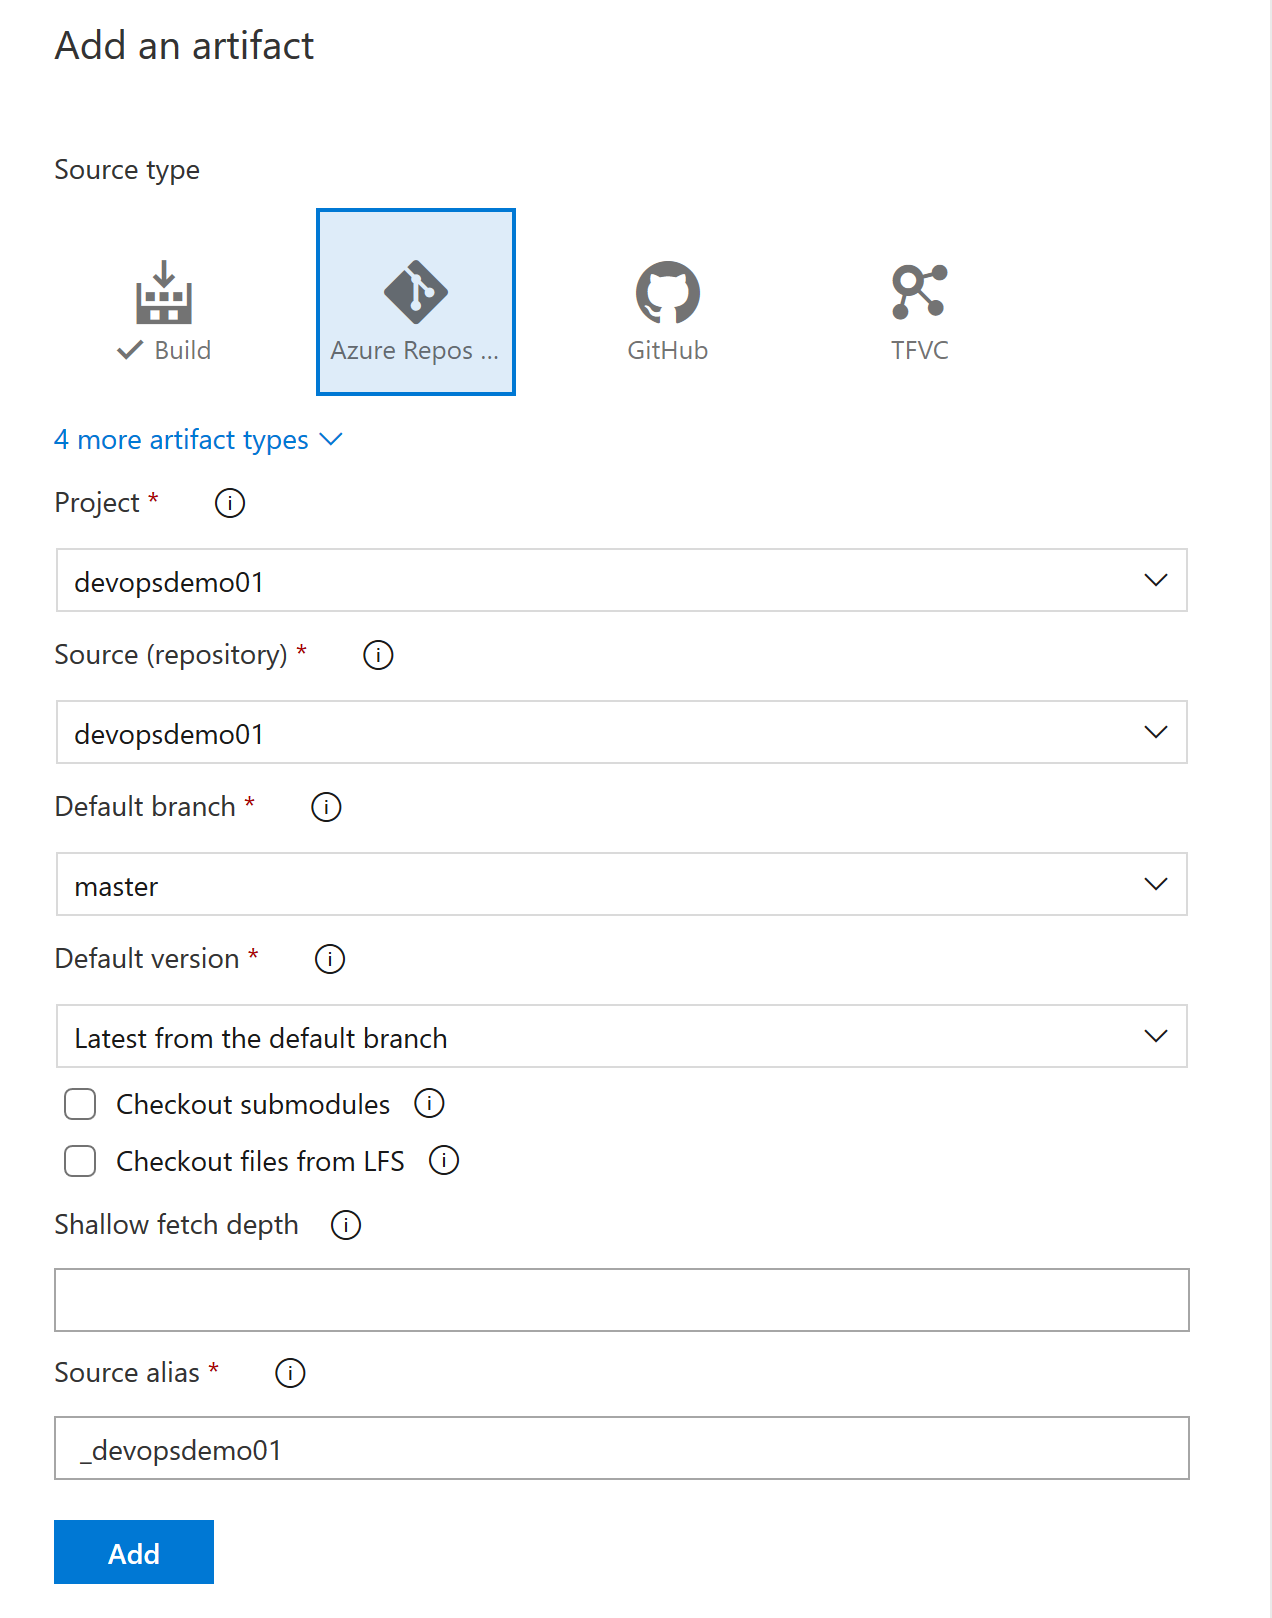 Add an artifact
Source type
Build
Azure Repos ...
GitHub
TFVC
4 more artifact types
Project *
devopsdemo01
Source (repository) *
devopsdemo01
Default branch *
master
Default version *
Latest from the default branch
Checkout submodules
Checkout files from LFS
Shallow fetch depth
Source alias *
_devopsdemo01
Add